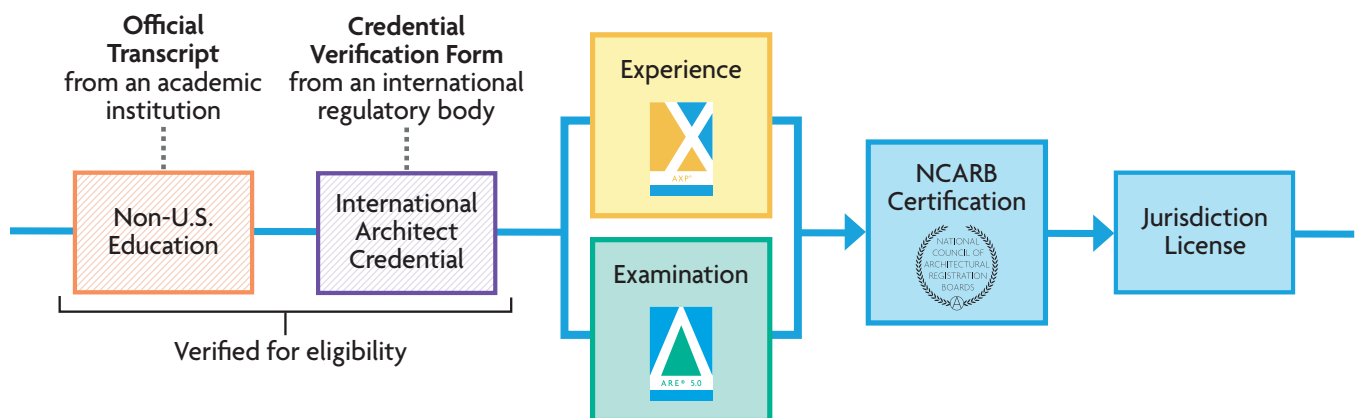 Official
Transcript
from an academic
institution
Credential
Verification Form
from an international
regulatory body
Non-U.S.
Education
International
Architect
Credential
Verified for eligibility
Experience
AXP®
Examination
ARE® 5.0
NCARB
Certification
NATIONAL
COUNCIL OF
ARCHITECTURAL
REGISTRATION
BOARDS
A
Jurisdiction
License